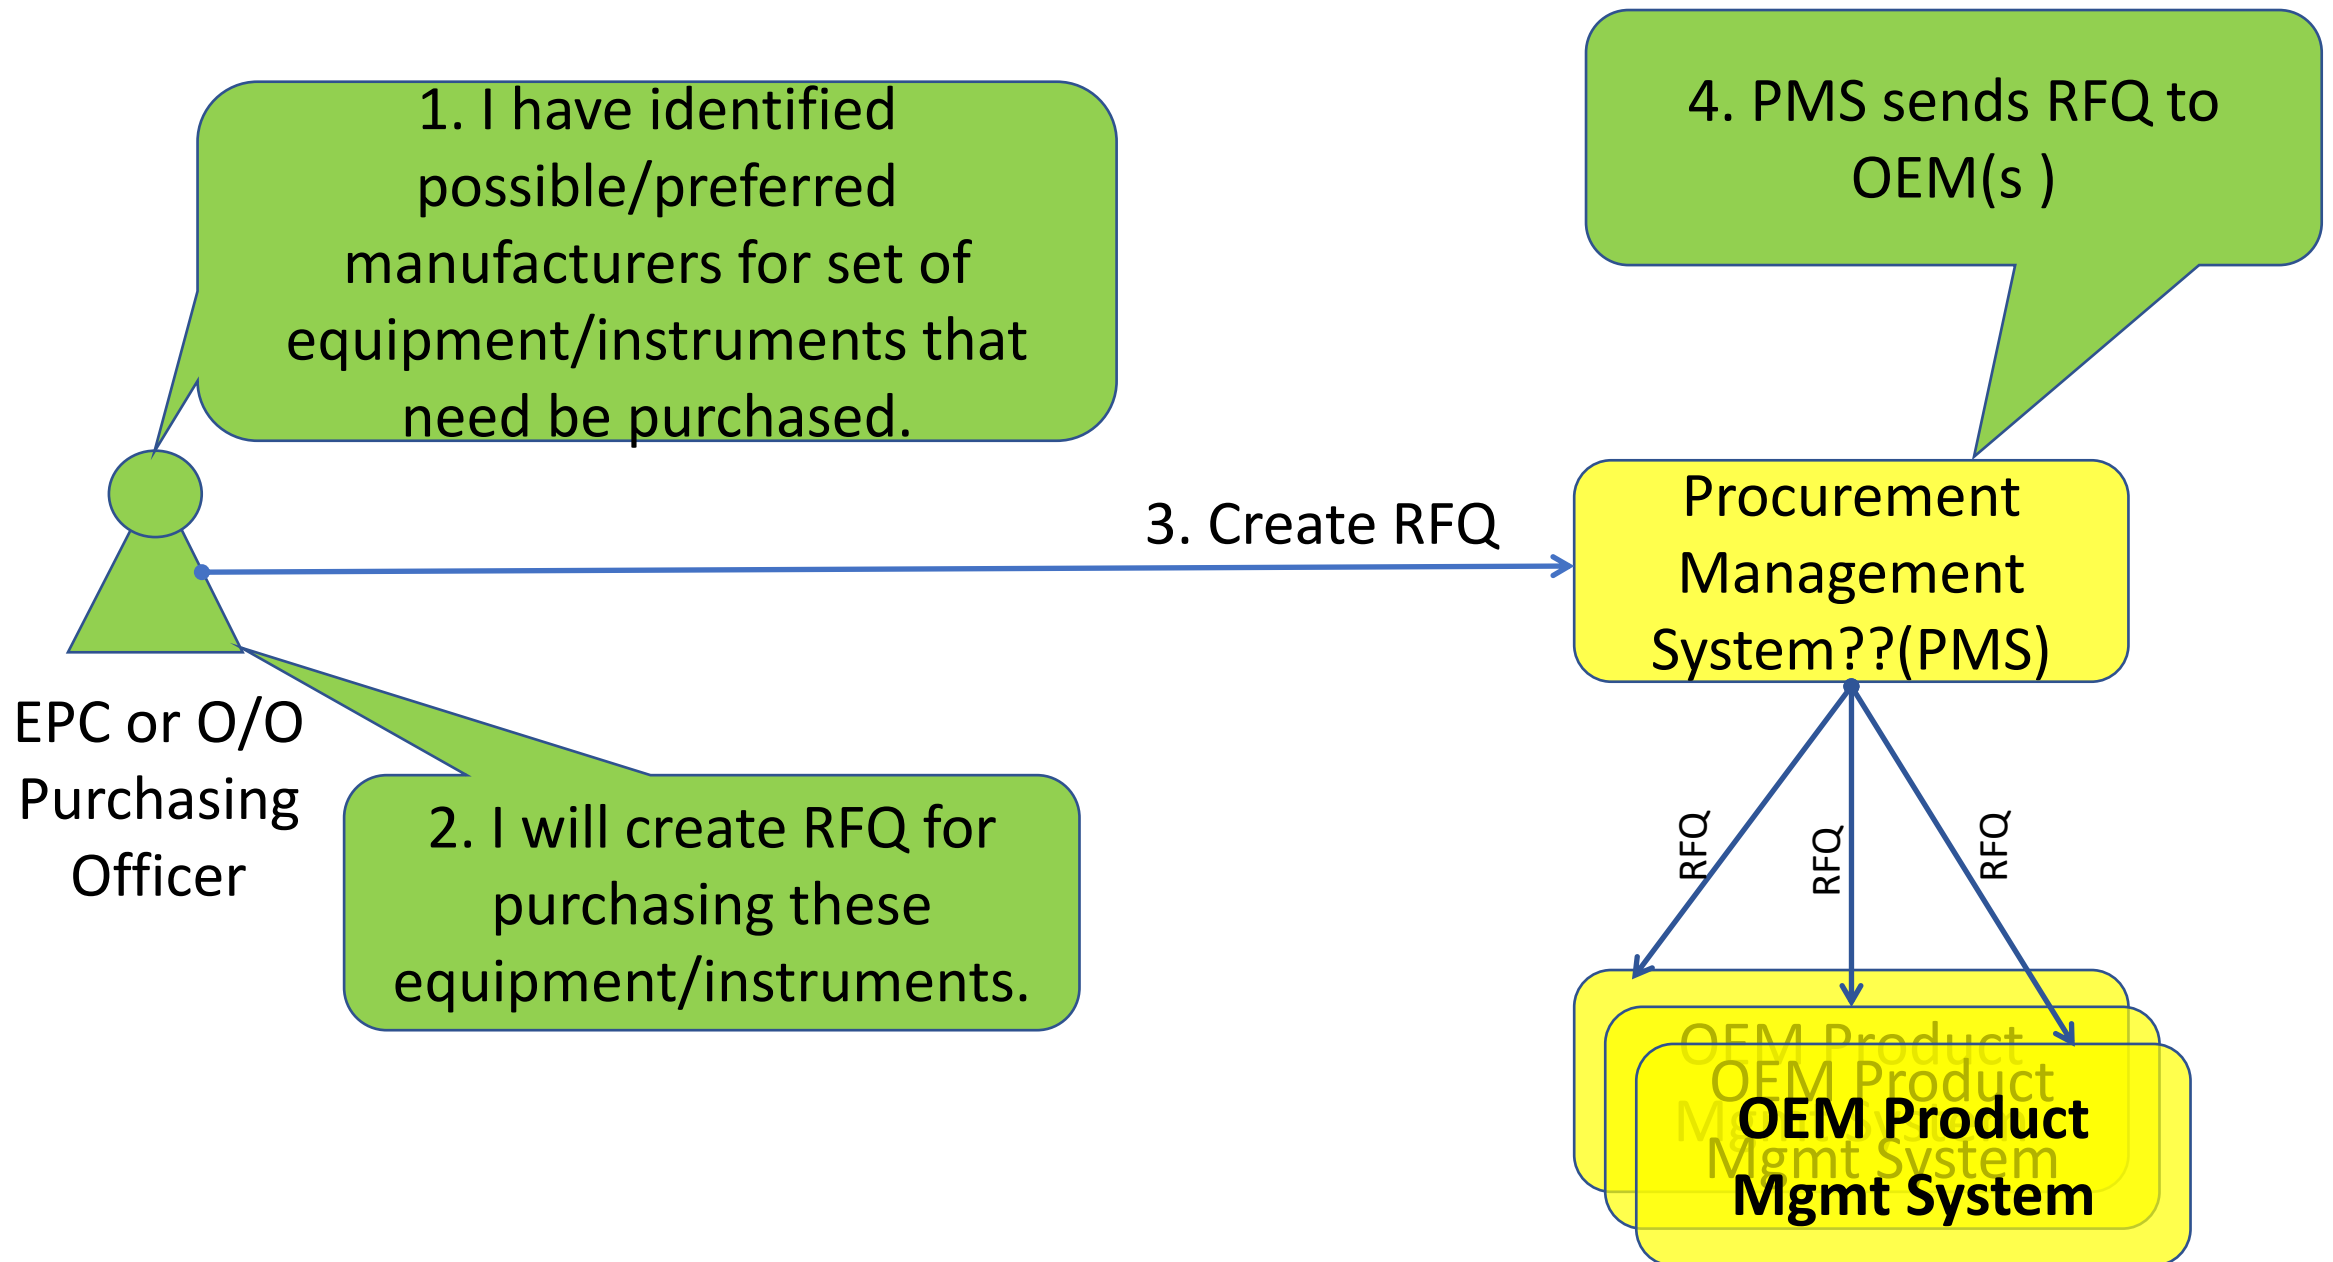 1. I have identified
possible/preferred
manufacturers for set of
equipment/instruments that
need be purchased.
4. PMS sends RFQ to
OEM(s )
3. Create RFQ
Procurement
Management
System??(PMS)
EPC or O/O
Purchasing
Officer
2. I will create RFQ for
purchasing these
equipment/instruments.
RFQ
RFQ
RFQ
OEM Product
Mgmt System
OEM Product
Mgmt System
OEM Product
Mgmt System